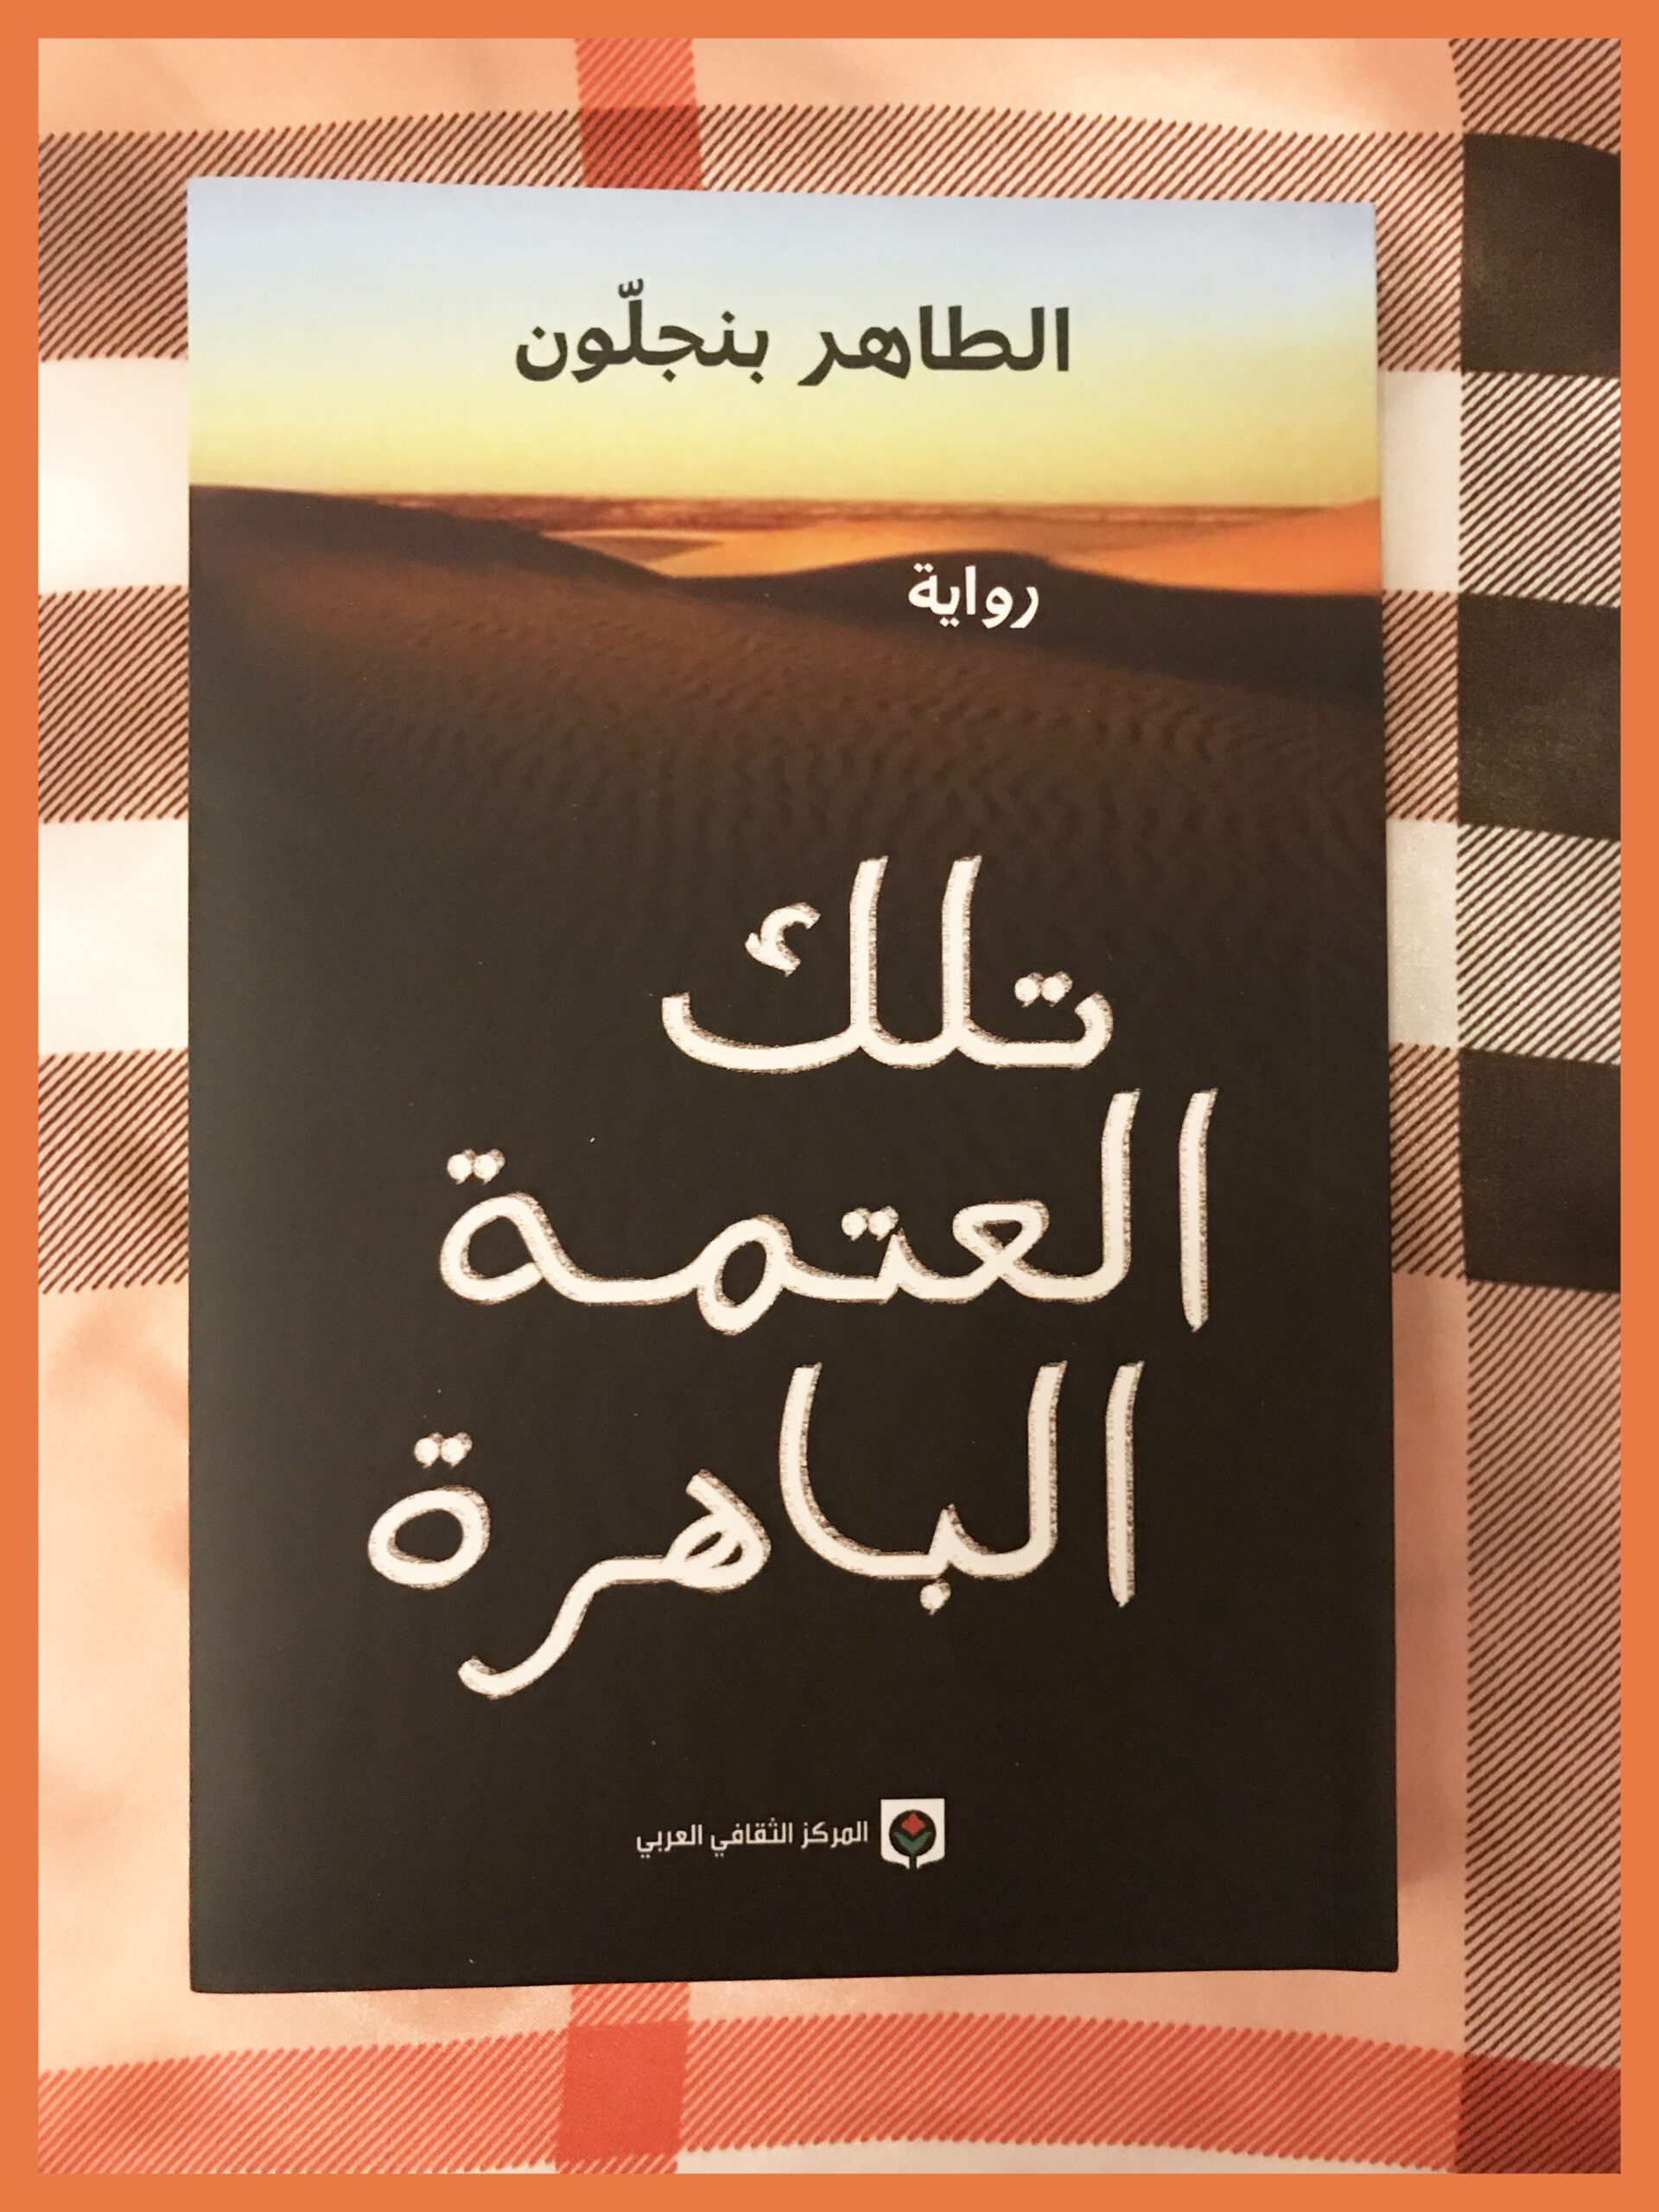 الطاهر بنجلّون
رواية
تلك
العتمة
الباهرة
المركز الثقافي العربي